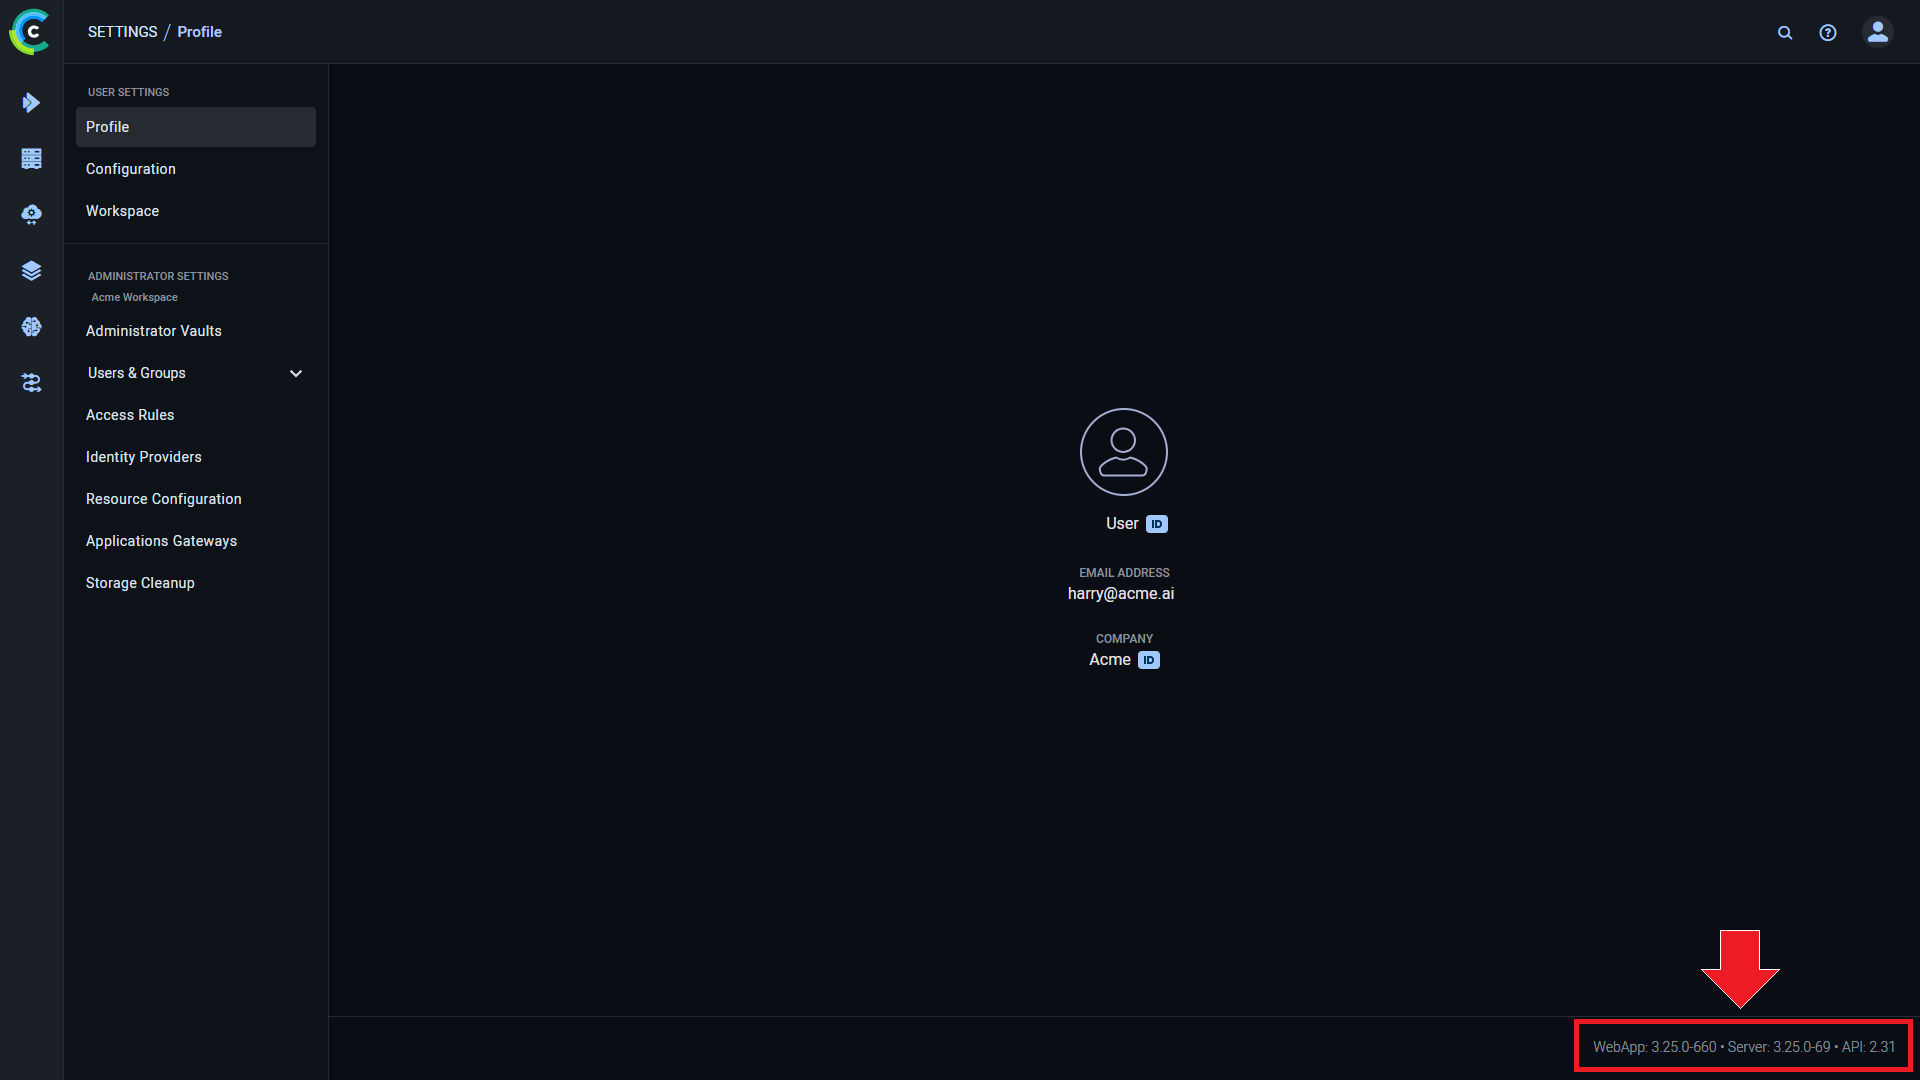 C
SETTINGS / Profile
USER SETTINGS
Profile
Configuration
Workspace
ADMINISTRATOR SETTINGS
Acme Workspace
Administrator Vaults
Users & Groups
Access Rules
Identity Providers
Resource Configuration
Applications Gateways
Storage Cleanup
User ID
EMAIL ADDRESS
harry@acme.ai
COMPANY
Acme ID
WebApp: 3.25.0-660 • Server: 3.25.0-69 • API: 2.31